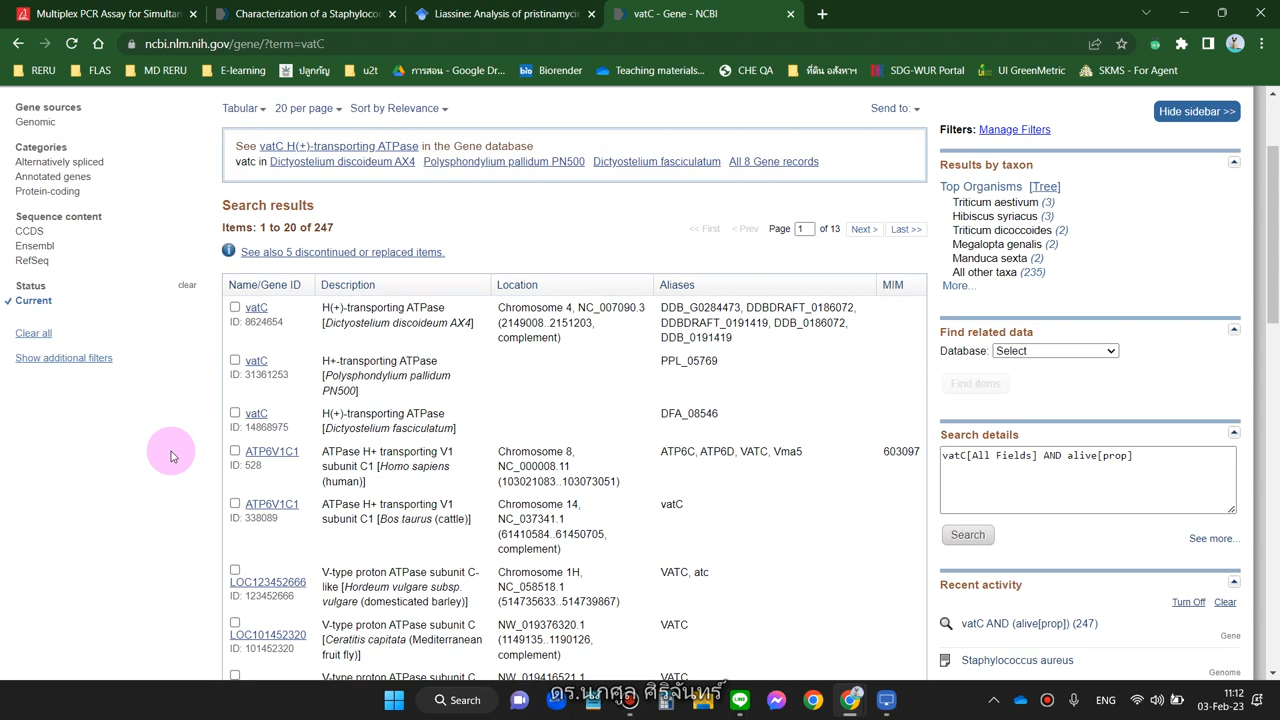 Multiplex PCR Assay for Simultan
Characterization of a Staphyloco
Liassine: Analysis of pristinamycin
vatC - Gene - NCBI
ncbi.nlm.nih.gov/gene/?term=vatC
RERU FLAS MD RERU E-learning ปลูกกัญ u2t การสอน - Google Dr... Biorender Teaching materials... CHE QA ที่ดิน อสังหาฯ SDG-WUR Portal UI GreenMetric SKMS - For Agent
Gene sources
Genomic
Categories
Alternatively spliced
Annotated genes
Protein-coding
Sequence content
CCDS
Ensembl
RefSeq
Status clear
Current
Clear all
Show additional filters
Tabular 20 per page Sort by Relevance Send to:
See vatC H(+)-transporting ATPase in the Gene database
vatc in Dictyostelium discoideum AX4 Polysphondylium pallidum PN500 Dictyostelium fasciculatum All 8 Gene records
Search results
Items: 1 to 20 of 247
<< First < Prev Page 1 of 13 Next > Last >>
See also 5 discontinued or replaced items.
Name/Gene ID Description Location Aliases MIM
vatC H(+)-transporting ATPase Chromosome 4, NC_007090.3 DDB_G0284473, DDBDRAFT_0186072,
ID: 8624654 [Dictyostelium discoideum AX4] (2149008..2151203, DDBDRAFT_0191419, DDB_0186072,
complement) DDB_0191419
vatC H+-transporting ATPase PPL_05769
ID: 31361253 [Polysphondylium pallidum
PN500]
vatC H(+)-transporting ATPase DFA_08546
ID: 14868975 [Dictyostelium fasciculatum]
ATP6V1C1 ATPase H+ transporting V1 Chromosome 8, ATP6C, ATP6D, VATC, Vma5 603097
ID: 528 subunit C1 [Homo sapiens NC_000008.11
(human)] (103021083..103073051)
ATP6V1C1 ATPase H+ transporting V1 Chromosome 14, vatC
ID: 338089 subunit C1 [Bos taurus (cattle)] NC_037341.1
(61410584..61450705,
complement)
V-type proton ATPase subunit C- Chromosome 1H, VATC, atc
LOC123452666 like [Hordeum vulgare subsp. NC_058518.1
ID: 123452666 vulgare (domesticated barley)] (514735633..514739867)
V-type proton ATPase subunit NW_019376320.1 VATC
LOC101452320 C [Ceratitis capitata (Mediterranean (1149135..1190126,
ID: 101452320 fruit fly)] complement)
V-type proton ATPase subunit C NW_019416521.1 VATC
Hide sidebar >>
Filters: Manage Filters
Results by taxon
Top Organisms [Tree]
Triticum aestivum (3)
Hibiscus syriacus (3)
Triticum dicoccoides (2)
Megalopta genalis (2)
Manduca sexta (2)
All other taxa (235)
More...
Find related data
Database: Select
Find items
Search details
vatC[All Fields] AND alive[prop]
Search
See more...
Recent activity
Turn Off Clear
vatC AND (alive[prop]) (247)
Gene
Staphylococcus aureus
Genome
ดร.นภศูล ศิริจันทร์
Search
ENG
11:12
03-Feb-23